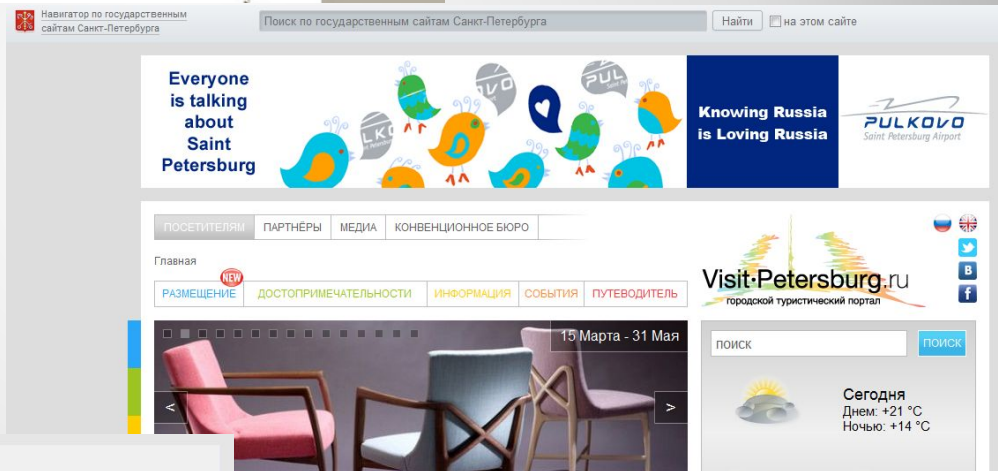 Навигатор по государственным
сайтам Санкт-Петербурга
Поиск по государственным сайтам Санкт-Петербурга
Найти
на этом сайте
Everyone
is talking
about
Saint
Petersburg
OVO
PUL
LKO
Knowing Russia
is Loving Russia
PULKOVO
Saint Petersburg Airport
ПОСЕТИТЕЛЯМ ПАРТНЁРЫ МЕДИА КОНВЕНЦИОННОЕ БЮРО
Главная
NEW
РАЗМЕЩЕНИЕ ДОСТОПРИМЕЧАТЕЛЬНОСТИ ИНФОРМАЦИЯ СОБЫТИЯ ПУТЕВОДИТЕЛЬ
Visit-Petersburg.ru
городской туристический портал
B
f
15 Марта - 31 Мая
< >
поиск
ПОИСК
Сегодня
Днем: +21 °C
Ночью: +14 °C